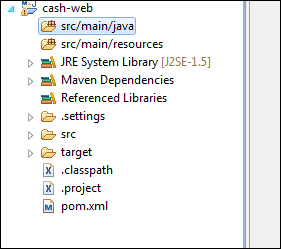 cash-web
src/main/java
src/main/resources
JRE System Library [J2SE-1.5]
Maven Dependencies
Referenced Libraries
.settings
src
target
.classpath
.project
pom.xml